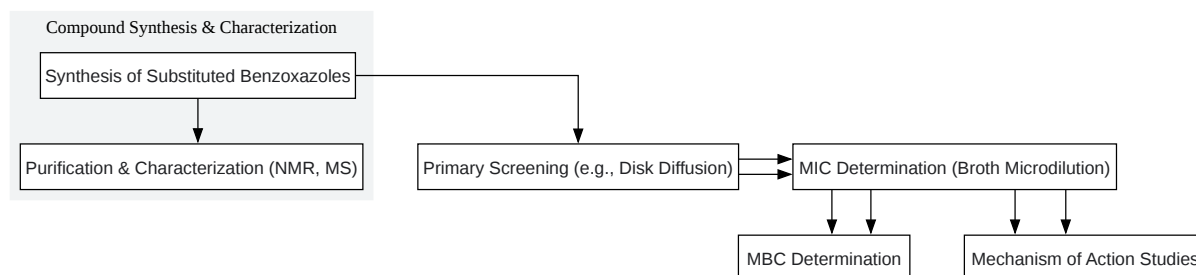 Compound Synthesis & Characterization
Synthesis of Substituted Benzoxazoles
Purification & Characterization (NMR, MS)
Primary Screening (e.g., Disk Diffusion)
MIC Determination (Broth Microdilution)
MBC Determination
Mechanism of Action Studies